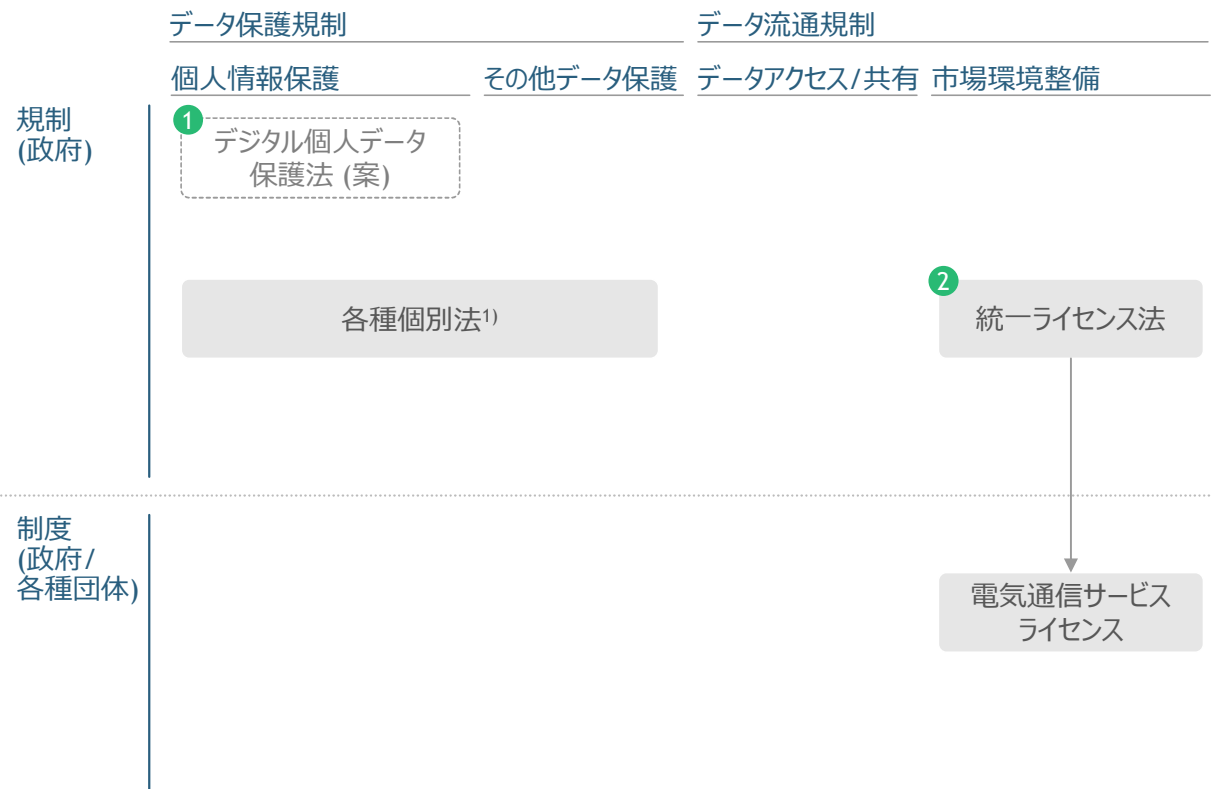 データ保護規制
データ流通規制
個人情報保護
その他データ保護
データアクセス/共有
市場環境整備
規制
(政府)
1
デジタル個人データ
保護法 (案)
各種個別法1)
2
統一ライセンス法
制度
(政府/
各種団体)
電気通信サービス
ライセンス